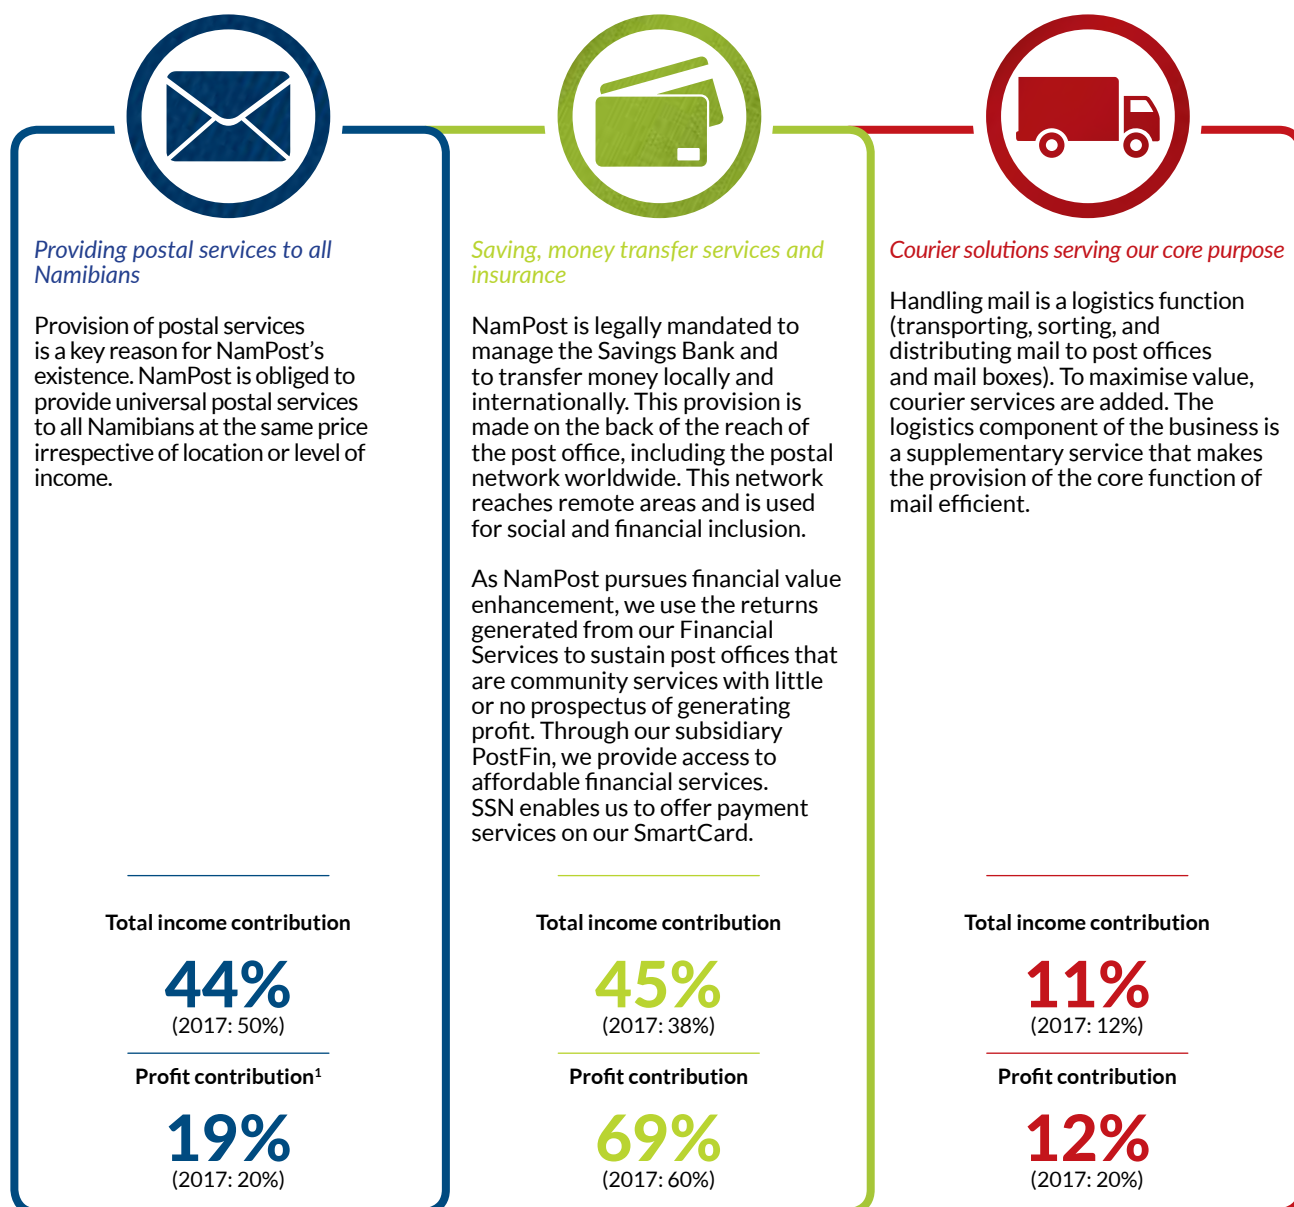 Providing postal services to all
Namibians
Provision of postal services
is a key reason for NamPost’s
existence. NamPost is obliged to
provide universal postal services
to all Namibians at the same price
irrespective of location or level of
income.
Total income contribution
44%
(2017: 50%)
Profit contribution¹
19%
(2017: 20%)
Saving, money transfer services and
insurance
NamPost is legally mandated to
manage the Savings Bank and
to transfer money locally and
internationally. This provision is
made on the back of the reach of
the post office, including the postal
network worldwide. This network
reaches remote areas and is used
for social and financial inclusion.
As NamPost pursues financial value
enhancement, we use the returns
generated from our Financial
Services to sustain post offices that
are community services with little
or no prospectus of generating
profit. Through our subsidiary
PostFin, we provide access to
affordable financial services.
SSN enables us to offer payment
services on our SmartCard.
Total income contribution
45%
(2017: 38%)
Profit contribution
69%
(2017: 60%)
Courier solutions serving our core purpose
Handling mail is a logistics function
(transporting, sorting, and
distributing mail to post offices
and mail boxes). To maximise value,
courier services are added. The
logistics component of the business is
a supplementary service that makes
the provision of the core function of
mail efficient.
Total income contribution
11%
(2017: 12%)
Profit contribution
12%
(2017: 20%)